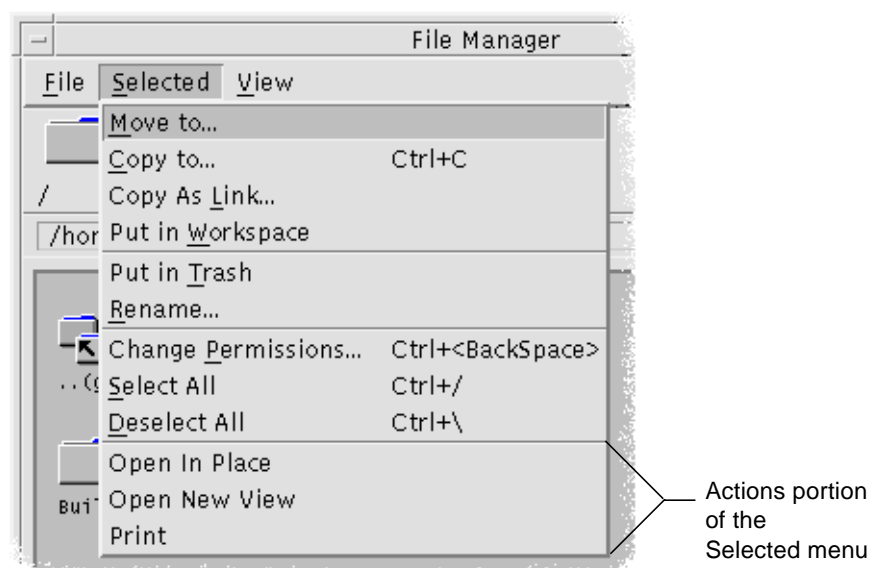 File Manager
File Selected View
Move to...
Copy to... Ctrl+C
Copy As Link...
/
Put in Workspace
Put in Trash
Rename...
Change Permissions... Ctrl+<BackSpace>
Select All Ctrl+/
Deselect All Ctrl+\
Open In Place
Open New View
Print
Actions portion
of the
Selected menu